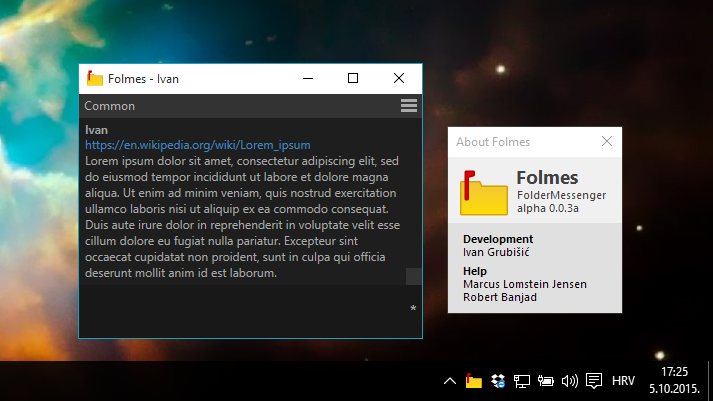 Folmes - Ivan
Common
Ivan
https://en.wikipedia.org/wiki/Lorem_ipsum
Lorem ipsum dolor sit amet, consectetur adipiscing elit, sed
do eiusmod tempor incididunt ut labore et dolore magna
aliqua. Ut enim ad minim veniam, quis nostrud exercitation
ullamco laboris nisi ut aliquip ex ea commodo consequat.
Duis aute irure dolor in reprehenderit in voluptate velit esse
cillum dolore eu fugiat nulla pariatur. Excepteur sint
occaecat cupidatat non proident, sunt in culpa qui officia
deserunt mollit anim id est laborum.
*
About Folmes
Folmes
FolderMessenger
alpha 0.0.3a
Development
Ivan Grubišić
Help
Marcus Lomstein Jensen
Robert Banjad
HRV
17:25
5.10.2015.